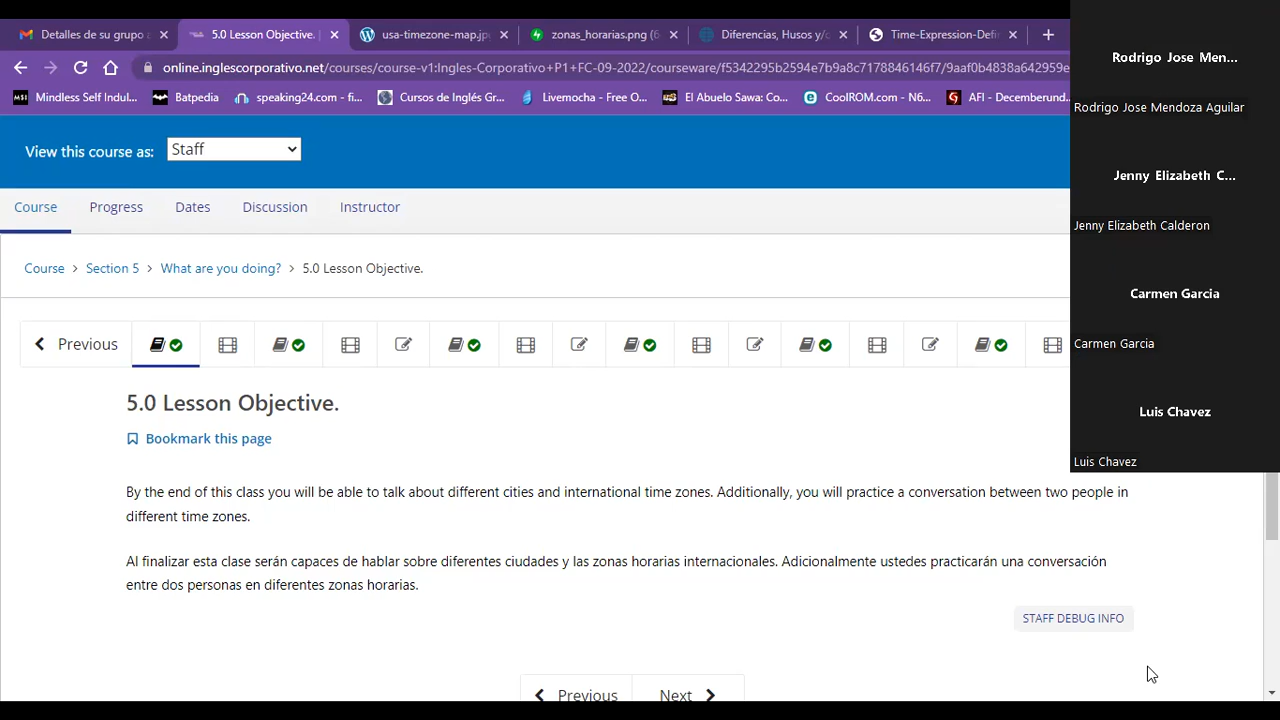 Detalles de su grupo
5.0 Lesson Objective. |
usa-timezone-map.jp
zonas_horarias.png (6
Diferencias, Husos y/o
Time-Expression-Defi
online.inglescorporativo.net/courses/course-v1:Ingles-Corporativo+P1+FC-09-2022/courseware/f5342295b2594e7b9a8c7178846146f7/9aaf0b4838a642959e
Mindless Self Indul...
Batpedia
speaking24.com - fi...
Cursos de Inglés Gr...
Livemocha - Free O...
El Abuelo Sawa: Co...
CoolROM.com - N6...
AFI - Decemberund...
View this course as:
Staff
Course
Progress
Dates
Discussion
Instructor
Course > Section 5 > What are you doing? > 5.0 Lesson Objective.
Previous
5.0 Lesson Objective.
Bookmark this page
By the end of this class you will be able to talk about different cities and international time zones. Additionally, you will practice a conversation between two people in
different time zones.
Al finalizar esta clase serán capaces de hablar sobre diferentes ciudades y las zonas horarias internacionales. Adicionalmente ustedes practicarán una conversación
entre dos personas en diferentes zonas horarias.
STAFF DEBUG INFO
Previous
Next
Rodrigo Jose Men...
Rodrigo Jose Mendoza Aguilar
Jenny Elizabeth C...
Jenny Elizabeth Calderon
Carmen Garcia
Carmen Garcia
Luis Chavez
Luis Chavez